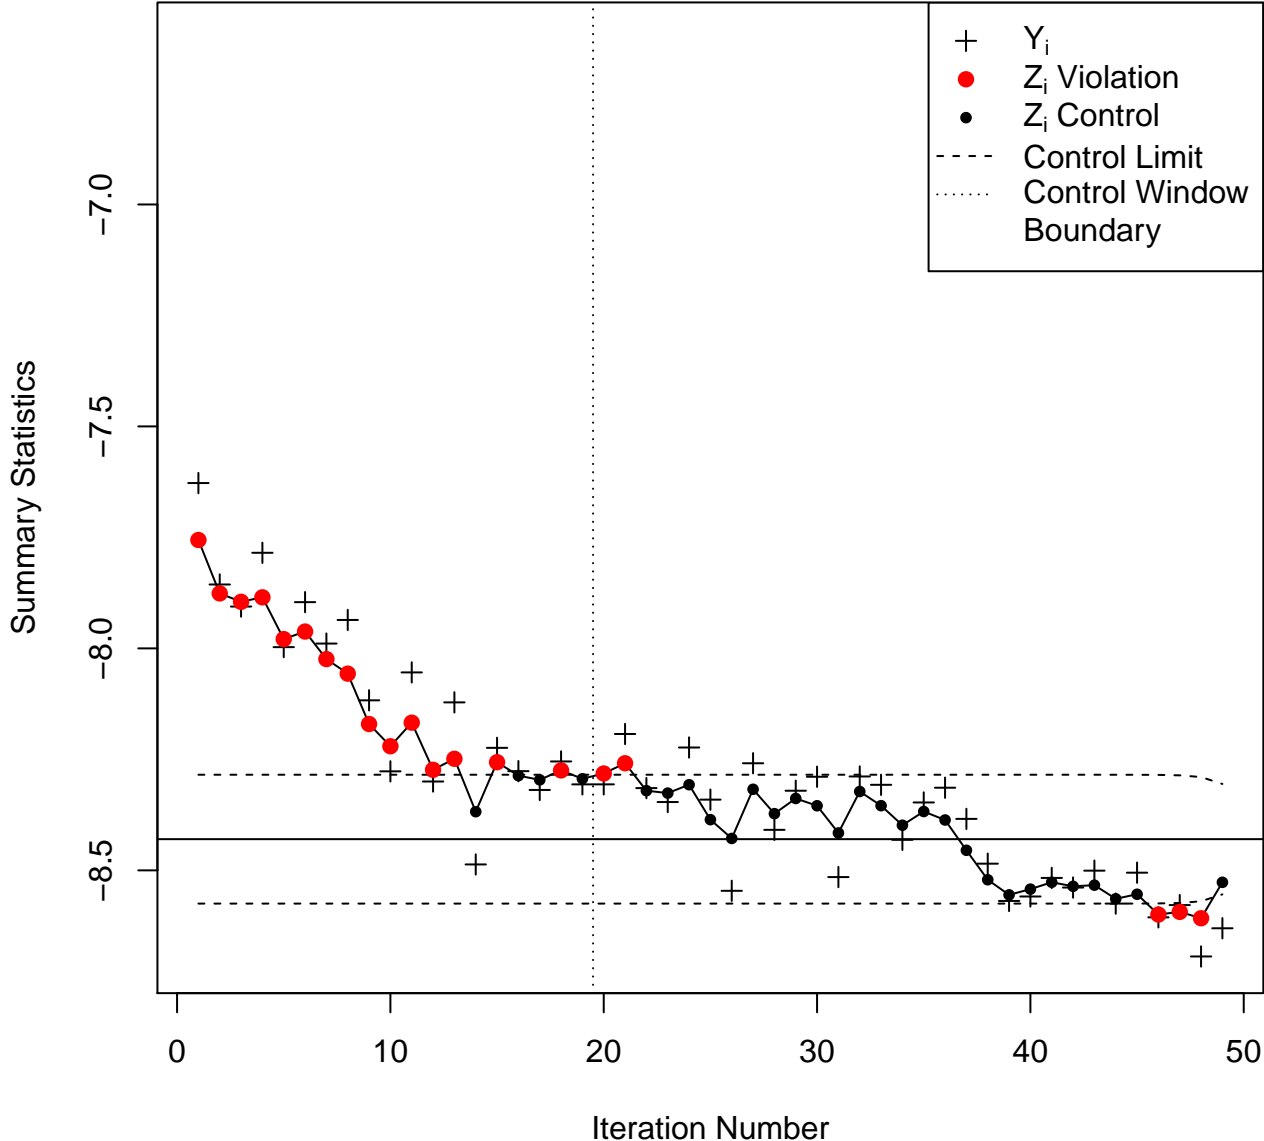 Yi
Zi Violation
Zi Control
Control Limit
Control Window
Boundary
Summary Statistics
−7.0
−7.5
−8.0
−8.5
0 10 20 30 40 50
Iteration Number